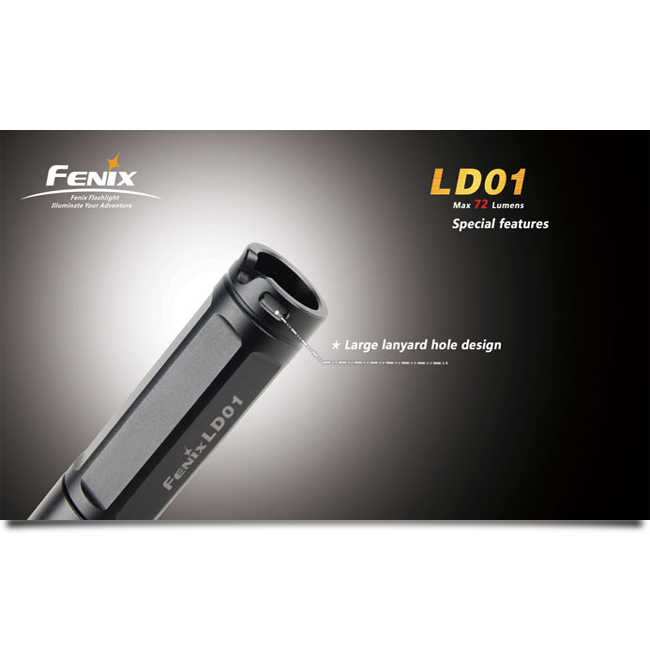 FENIX
Fenix Flashlight
Illuminate Your Adventure
LD01
Max 72 Lumens
Special features
★ Large lanyard hole design
FENIX LD01